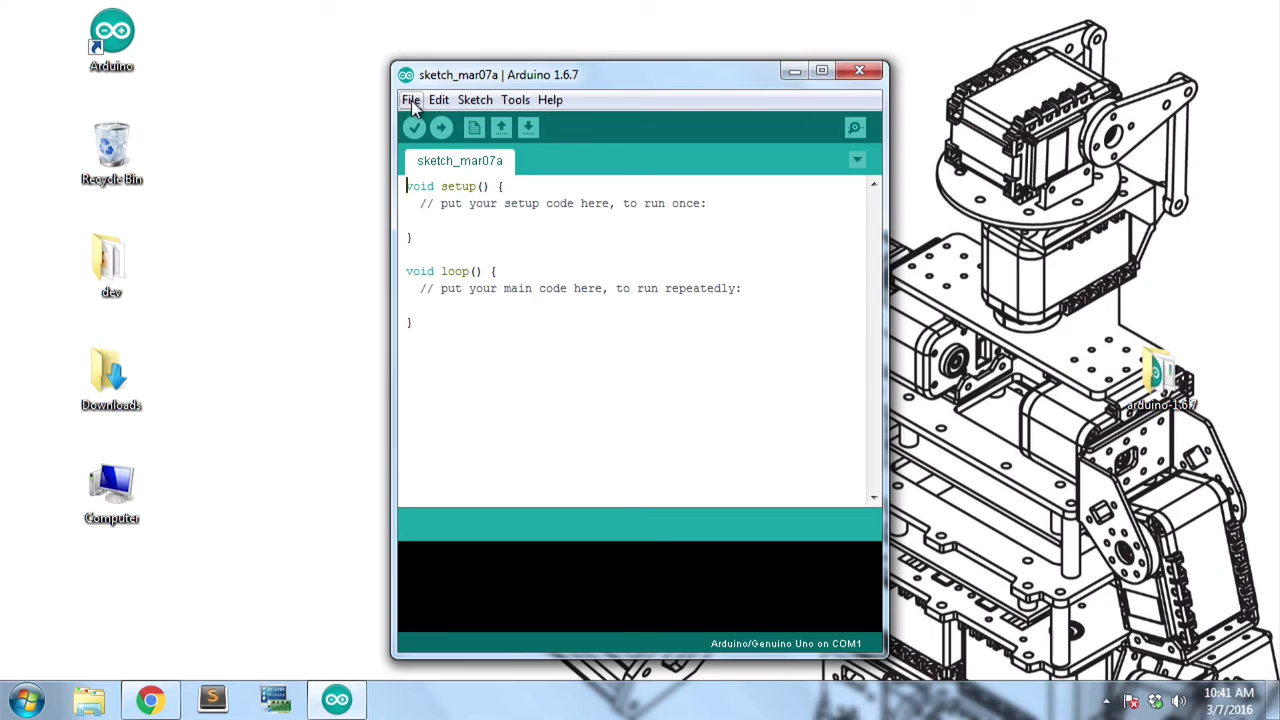 Arduino
Recycle Bin
dev
Downloads
Computer
sketch_mar07a | Arduino 1.6.7
File Edit Sketch Tools Help
sketch_mar07a
void setup() {
  // put your setup code here, to run once:
}
void loop() {
  // put your main code here, to run repeatedly:
}
Arduino/Genuino Uno on COM1
arduino-1.6.7
10:41 AM
3/7/2016